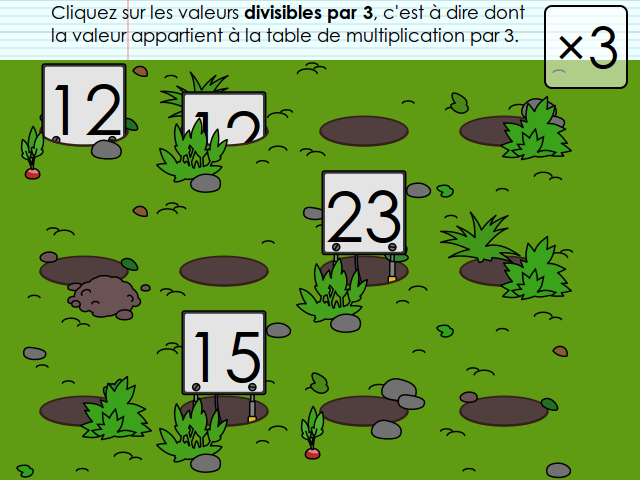 Cliquez sur les valeurs divisibles par 3, c'est à dire dont
la valeur appartient à la table de multiplication par 3.
×3
12
12
23
15